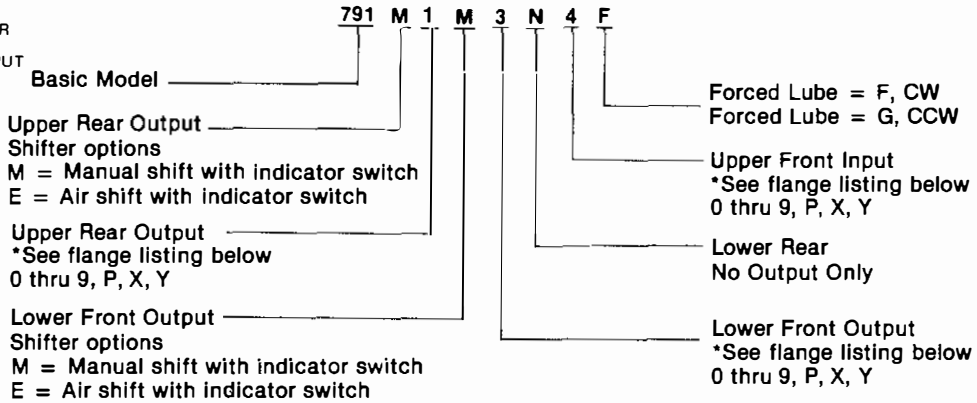 791 M 1 M 3 N 4 F
R
PUT
Basic Model
Upper Rear Output
Shifter options
M = Manual shift with indicator switch
E = Air shift with indicator switch
Upper Rear Output
*See flange listing below
0 thru 9, P, X, Y
Lower Front Output
Shifter options
M = Manual shift with indicator switch
E = Air shift with indicator switch
Forced Lube = F, CW
Forced Lube = G, CCW
Upper Front Input
*See flange listing below
0 thru 9, P, X, Y
Lower Rear
No Output Only
Lower Front Output
*See flange listing below
0 thru 9, P, X, Y